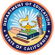 DEPARTMENT OF EDUCATION
STATE OF CALIFORNIA